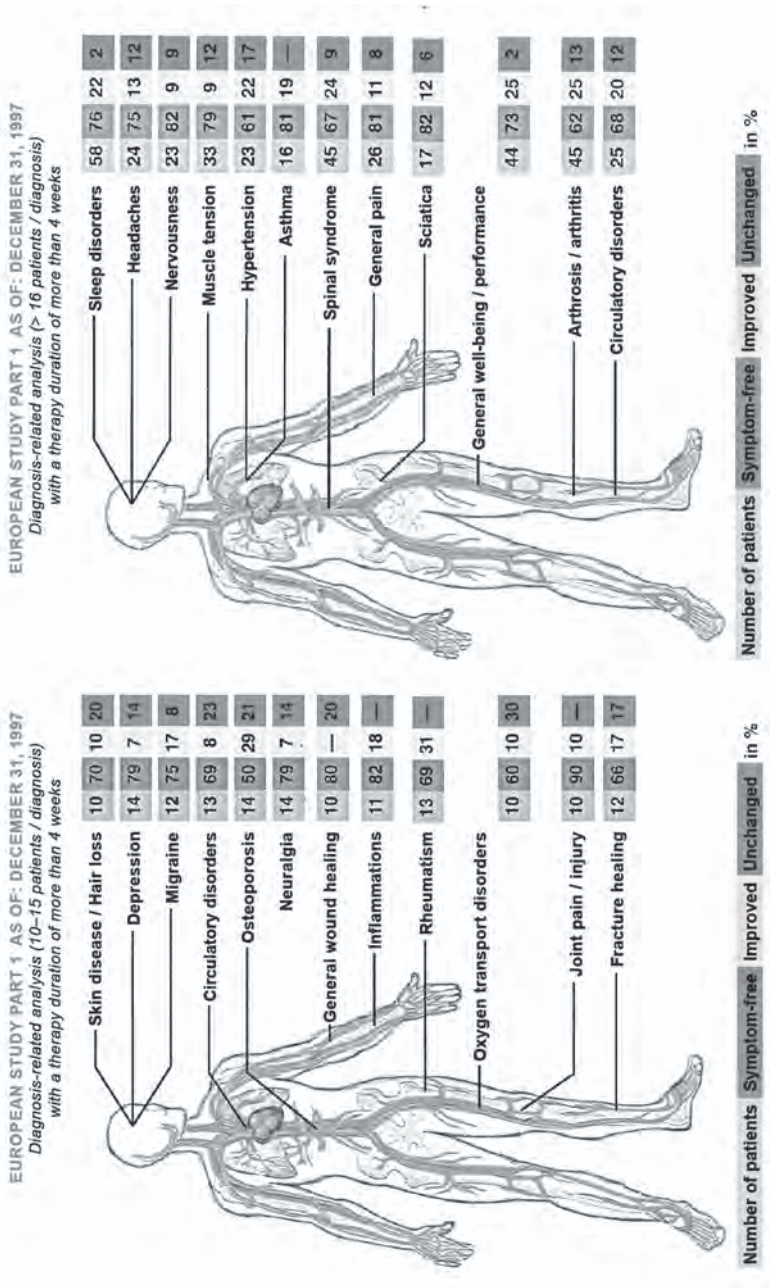 EUROPEAN STUDY PART 1 AS OF: DECEMBER 31, 1997
Diagnosis-related analysis (10–15 patients / diagnosis)
with a therapy duration of more than 4 weeks
Skin disease / Hair loss 10 70 10 20
Depression 14 79 7 14
Migraine 12 75 17 8
Circulatory disorders 13 69 8 23
Osteoporosis 14 50 29 21
Neuralgia 14 79 7 14
General wound healing 10 80 — 20
Inflammations 11 82 18 —
Rheumatism 13 69 31 —
Oxygen transport disorders 10 60 10 30
Joint pain / injury 10 90 10 —
Fracture healing 12 66 17 17
Number of patients Symptom-free Improved Unchanged in %
EUROPEAN STUDY PART 1 AS OF: DECEMBER 31, 1997
Diagnosis-related analysis (> 16 patients / diagnosis)
with a therapy duration of more than 4 weeks
Sleep disorders 58 76 22 2
Headaches 24 75 13 12
Nervousness 23 82 9 9
Muscle tension 33 79 9 12
Hypertension 23 61 22 17
Asthma 16 81 19 —
Spinal syndrome 45 67 24 9
General pain 26 81 11 8
Sciatica 17 82 12 6
General well-being / performance 44 73 25 2
Arthrosis / arthritis 45 62 25 13
Circulatory disorders 25 68 20 12
Number of patients Symptom-free Improved Unchanged in %